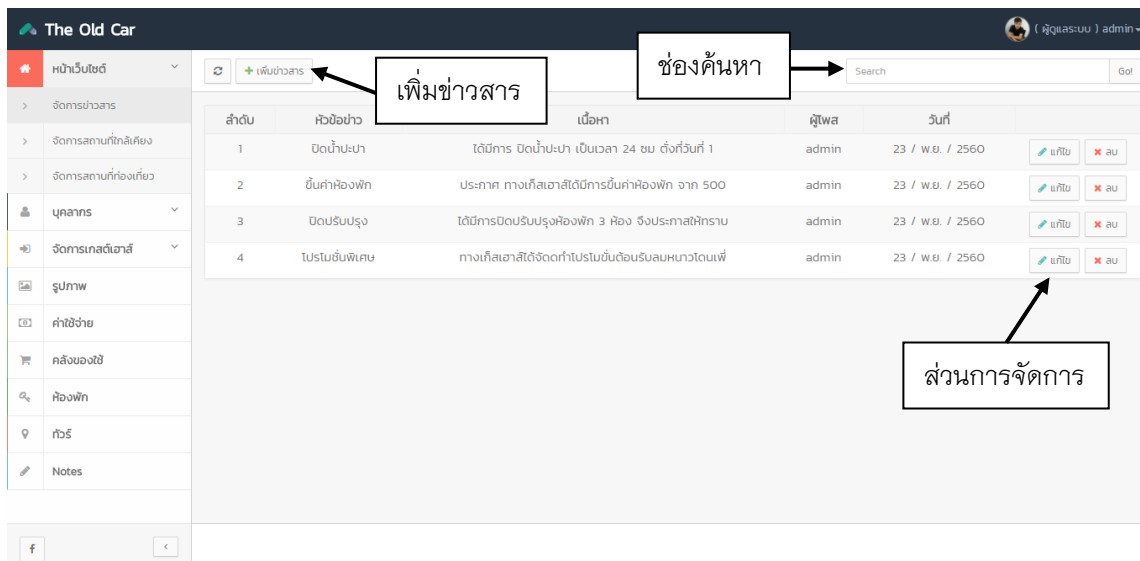 The Old Car
( ผู้ดูแลระบบ ) admin
หน้าเว็บไซต์
เพิ่มข่าวสาร
เพิ่มข่าวสาร
ช่องค้นหา
Search
Go!
จัดการข่าวสาร
จัดการสถานที่ใกล้เคียง
จัดการสถานที่ท่องเที่ยว
บุคลากร
จัดการเกสต์เฮาส์
รูปภาพ
ค่าใช้จ่าย
คลังของใช้
ห้องพัก
ทัวร์
Notes
ลำดับ หัวข้อข่าว เนื้อหา ผู้โพส วันที่
1 ปิดน้ำปะปา ได้มีการ ปิดน้ำปะปา เป็นเวลา 24 ชม ตั้งที่วันที่ 1 admin 23 / พ.ย. / 2560 แก้ไข ลบ
2 ขึ้นค่าห้องพัก ประกาศ ทางเก็สเฮาส์ได้มีการขึ้นค่าห้องพัก จาก 500 admin 23 / พ.ย. / 2560 แก้ไข ลบ
3 ปิดปรับปรุง ได้มีการปิดปรับปรุงห้องพัก 3 ห้อง จึงประกาสให้ทราบ admin 23 / พ.ย. / 2560 แก้ไข ลบ
4 โปรโมชั่นพิเศษ ทางเก็สเฮาส์ได้จัดดทำโปรโมขั่นต้อนรับลมหนาวโดนเพี่ admin 23 / พ.ย. / 2560 แก้ไข ลบ
ส่วนการจัดการ